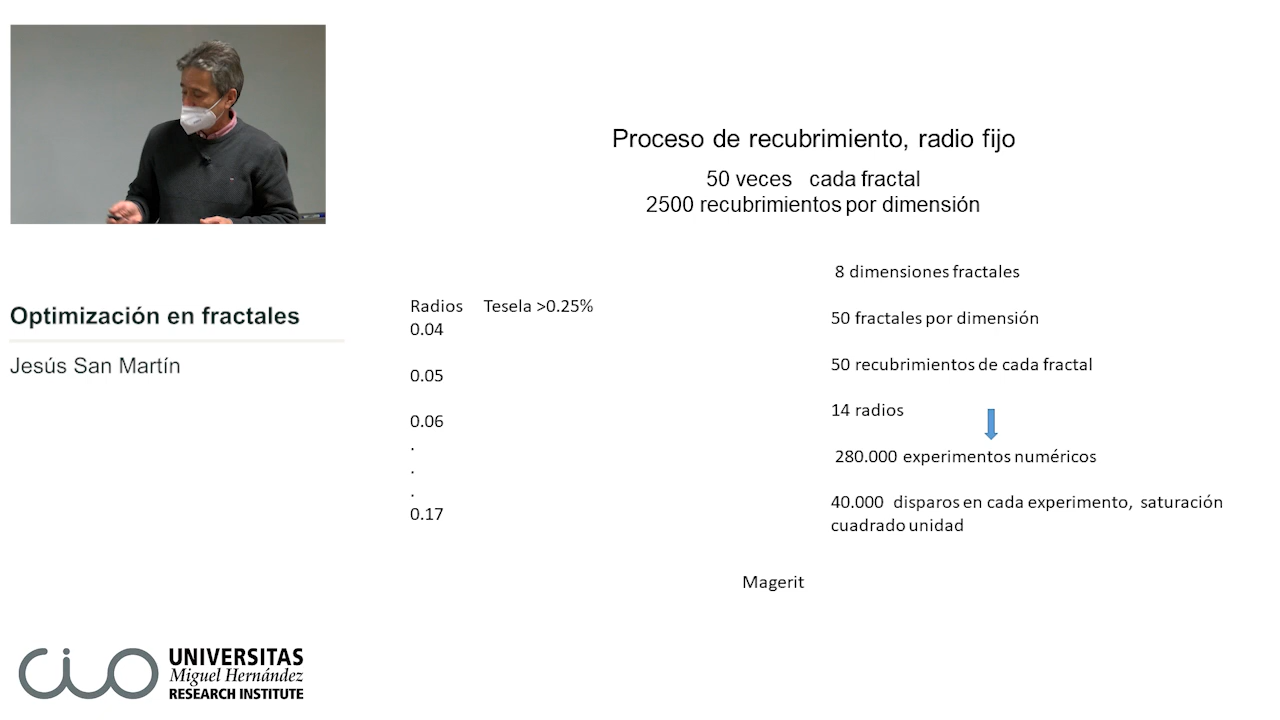 Proceso de recubrimiento, radio fijo
50 veces cada fractal
2500 recubrimientos por dimensión
Optimización en fractales
Jesús San Martín
Radios Tesela >0.25%
0.04
0.05
0.06
.
.
.
0.17
8 dimensiones fractales
50 fractales por dimensión
50 recubrimientos de cada fractal
14 radios
280.000 experimentos numéricos
40.000 disparos en cada experimento, saturación
cuadrado unidad
Magerit
cio
UNIVERSITAS
Miguel Hernández
RESEARCH INSTITUTE